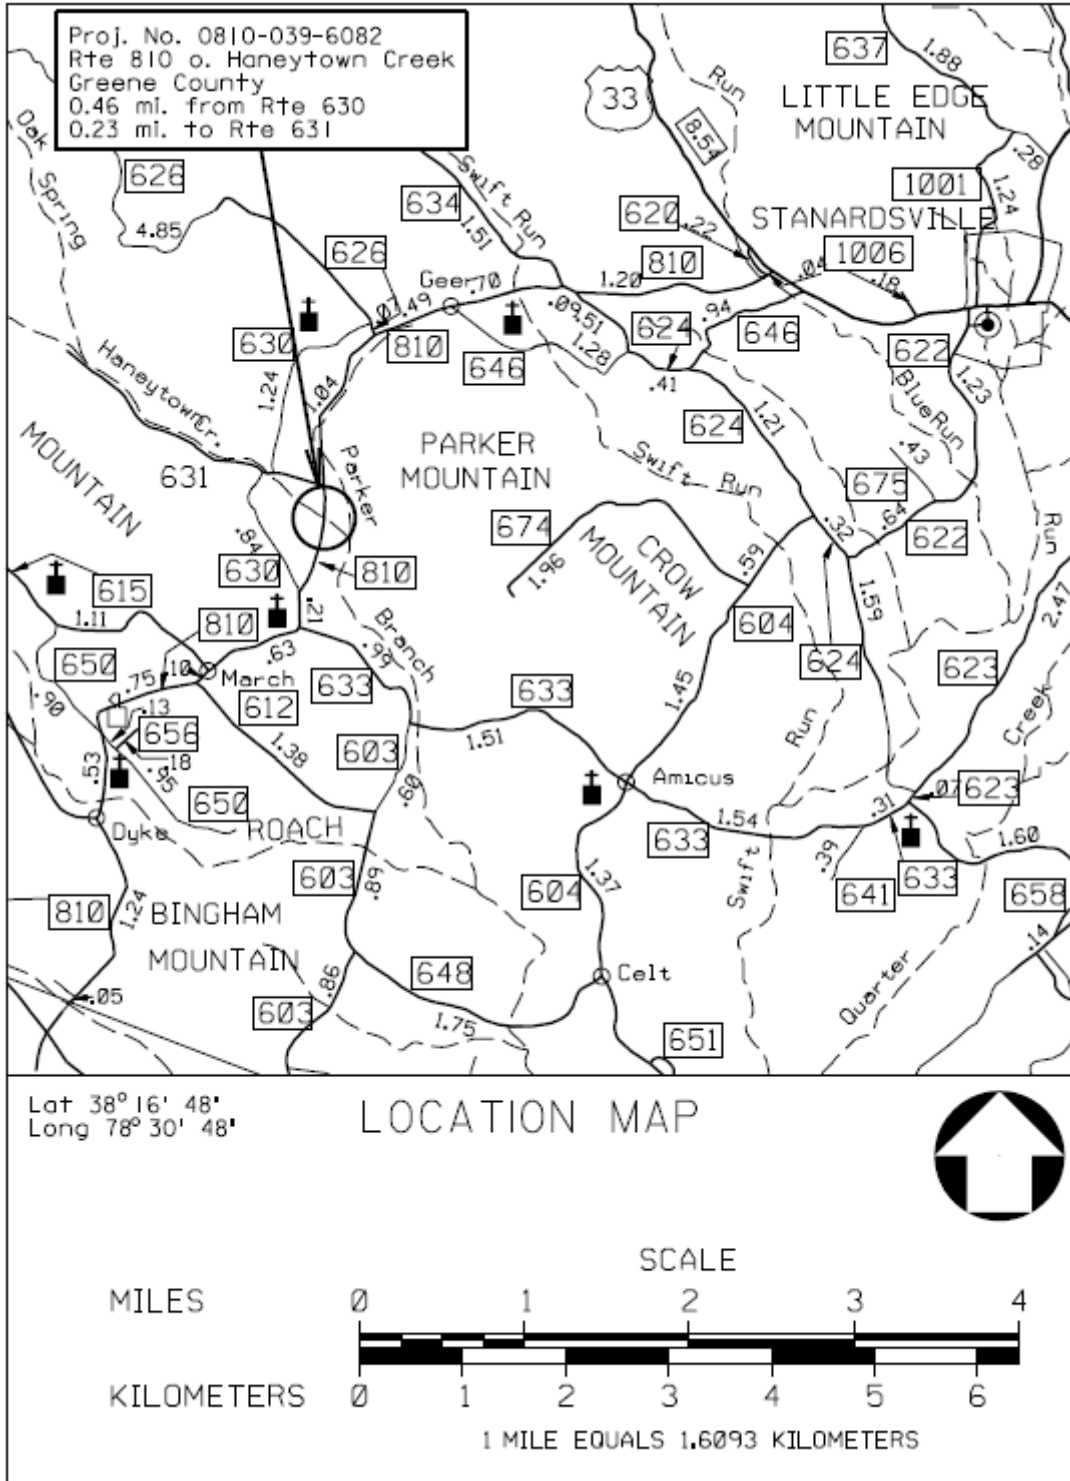 Proj. No. 0810-039-6082
Rte 810 o. Haneytown Creek
Greene County
0.46 mi. from Rte 630
0.23 mi. to Rte 631
637
1.88
33
Run
LITTLE EDGE
MOUNTAIN
8.54
.28
Oak
Spring
626
Swift Run
634
1001
1.24
620
.22
STANARDSVILLE
4.85
1.51
626
810
1006
.04
.18
Geer
.70
1.20
.07
.49
.09
.51
.94
630
810
624
646
622
646
1.28
1.24
1.04
.41
1.23
Blue Run
Haneytown Cr.
624
1.21
MOUNTAIN
Parker
PARKER
MOUNTAIN
Swift Run
.43
631
675
674
.32
.64
622
Run
.84
CROW
MOUNTAIN
.59
1.96
630
810
615
.21
1.59
2.47
1.11
810
Branch
604
.63
.99
650
.10
March
633
633
624
623
.75
612
1.45
.90
.13
656
1.38
603
1.51
Run
Creek
.18
.53
.95
.60
Amicus
.07
623
650
.31
Dyke
ROACH
633
1.54
1.60
Swift
.39
603
.89
604
1.37
641
633
658
810
1.24
BINGHAM
MOUNTAIN
.14
648
Celt
.05
603
.86
1.75
Quarter
651
Lat 38° 16' 48"
Long 78° 30' 48"
LOCATION MAP
SCALE
MILES 0 1 2 3 4
KILOMETERS 0 1 2 3 4 5 6
1 MILE EQUALS 1.6093 KILOMETERS